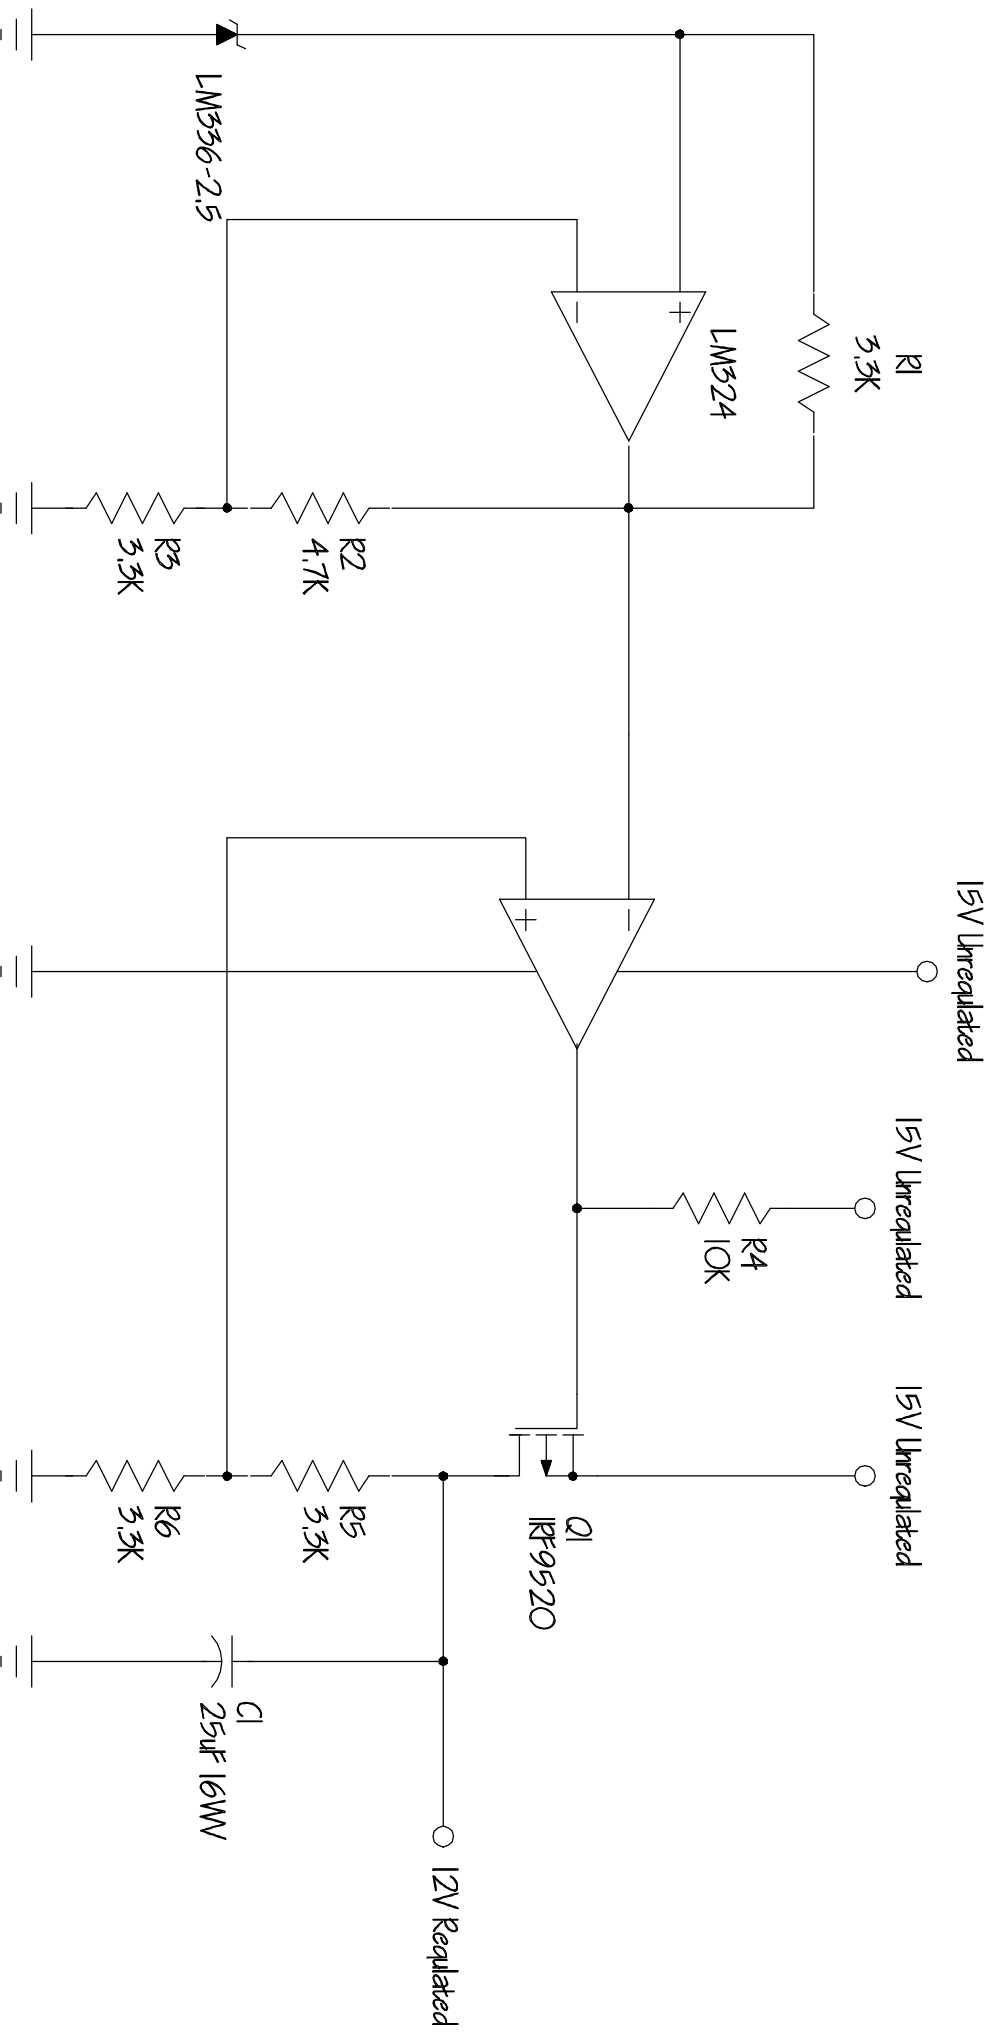 R1
3.3K
LM324
LM336-2.5
R2
4.7K
R3
3.3K
15V Unregulated
15V Unregulated
R4
10K
15V Unregulated
Q1
IRF9520
R5
3.3K
R6
3.3K
C1
25uF 16WV
12V Regulated
+
-
-
+